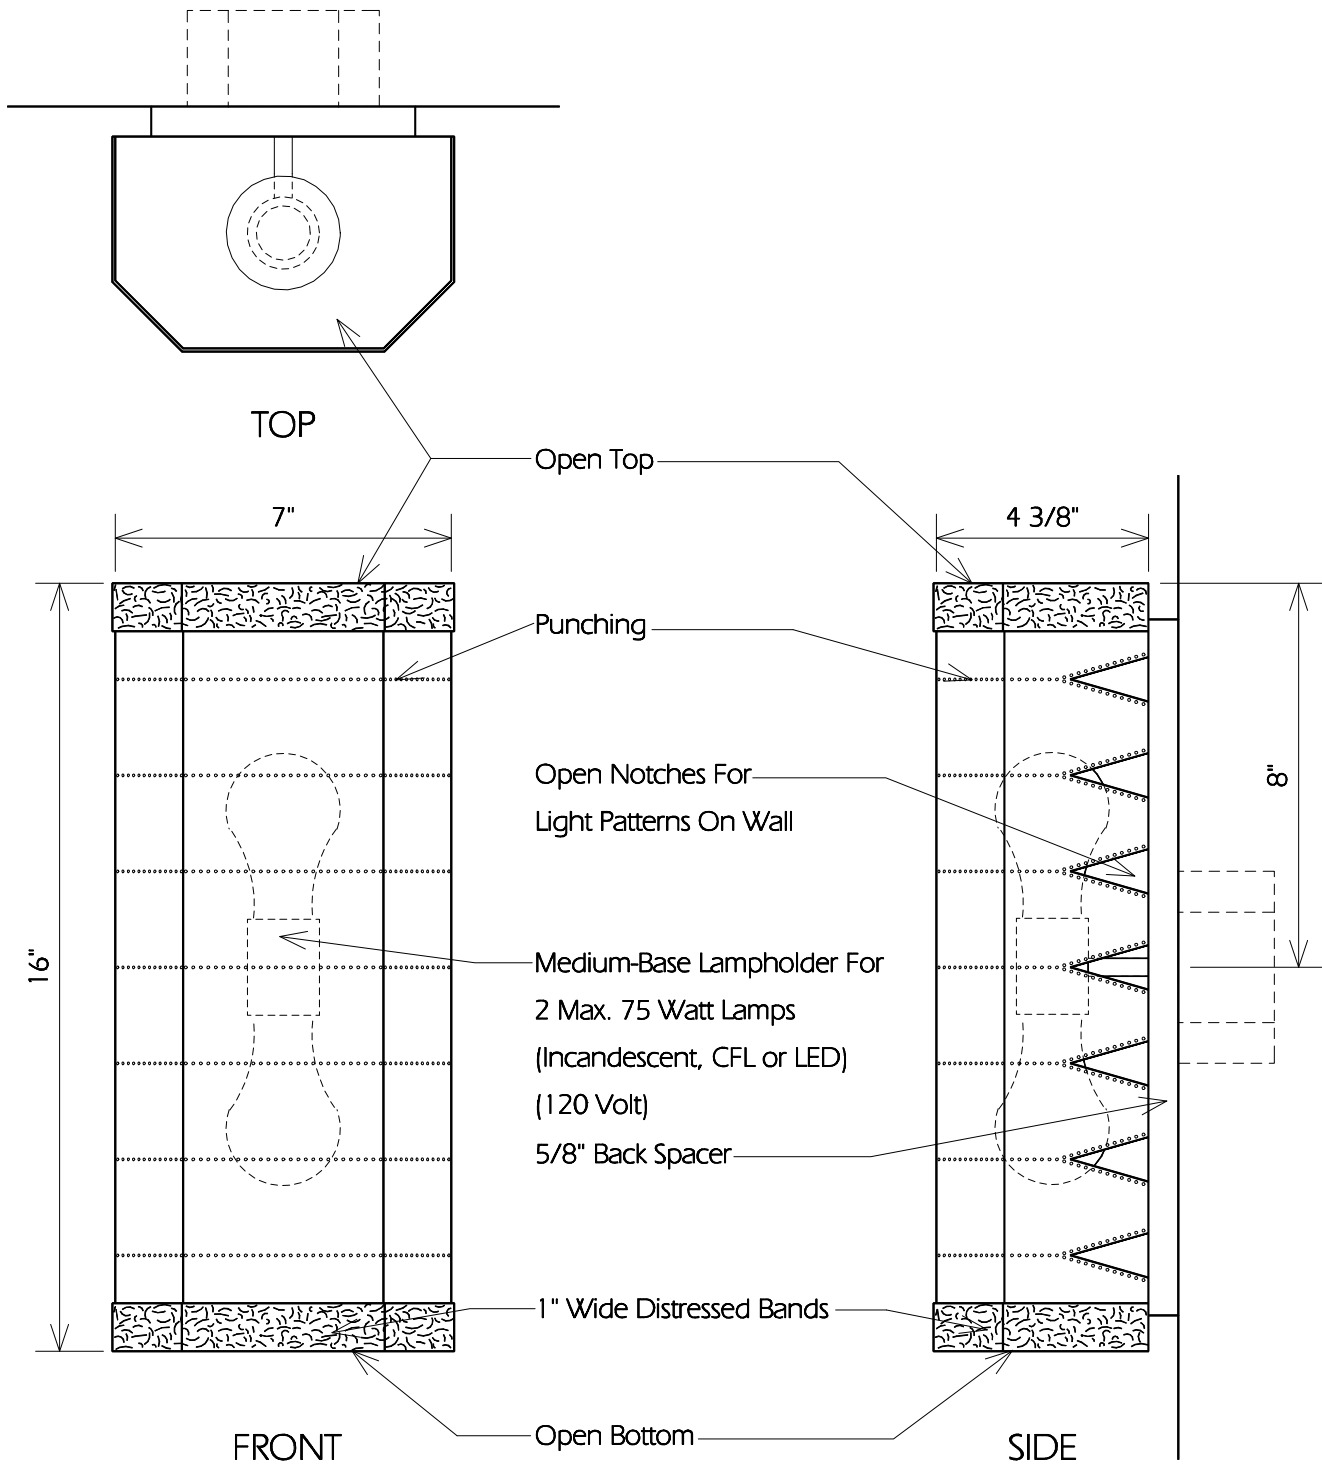 TOP
Open Top
7"
4 3/8"
Punching
Open Notches For
Light Patterns On Wall
8"
16"
Medium-Base Lampholder For
2 Max. 75 Watt Lamps
(Incandescent, CFL or LED)
(120 Volt)
5/8" Back Spacer
1" Wide Distressed Bands
Open Bottom
FRONT
SIDE